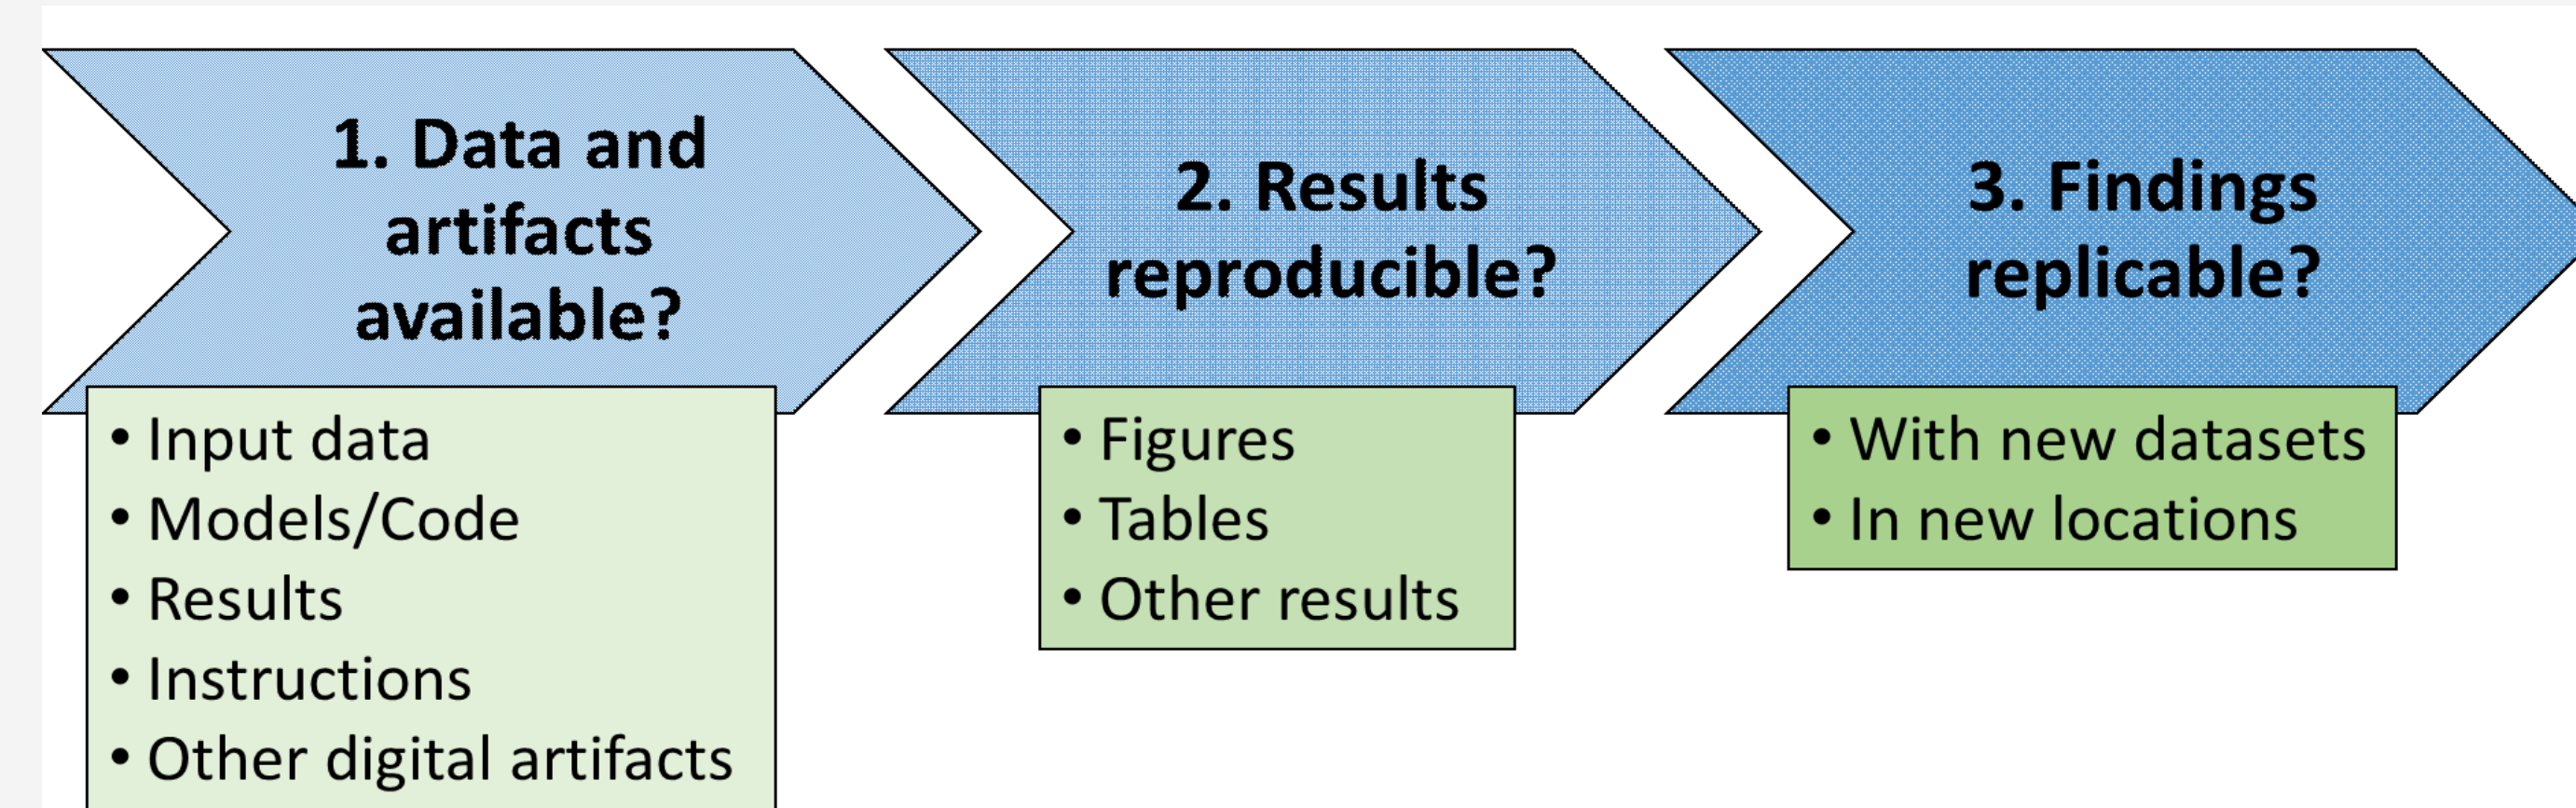 1. Data and
artifacts
available?
• Input data
• Models/Code
• Results
• Instructions
• Other digital artifacts
2. Results
reproducible?
• Figures
• Tables
• Other results
3. Findings
replicable?
• With new datasets
• In new locations